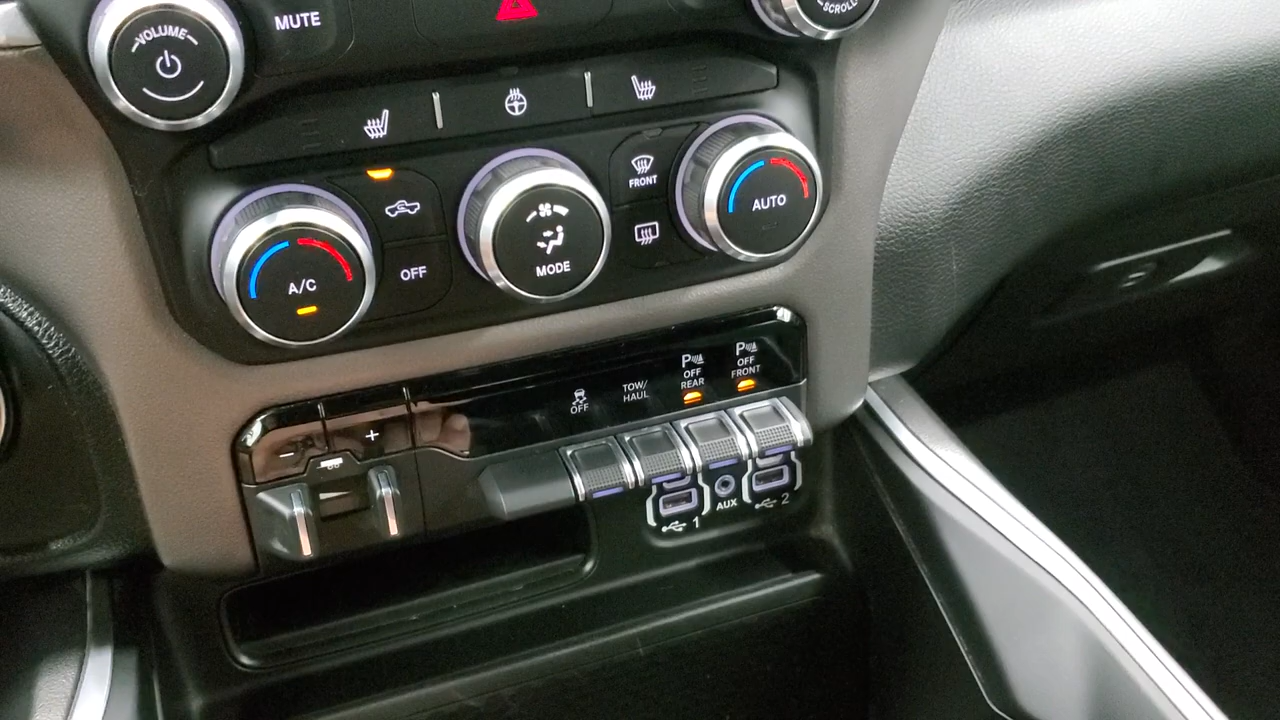 VOLUME
MUTE
SCROLL
FRONT
A/C
OFF
MODE
AUTO
-
+
OFF
TOW/
HAUL
P
OFF
REAR
P
OFF
FRONT
1
AUX
2